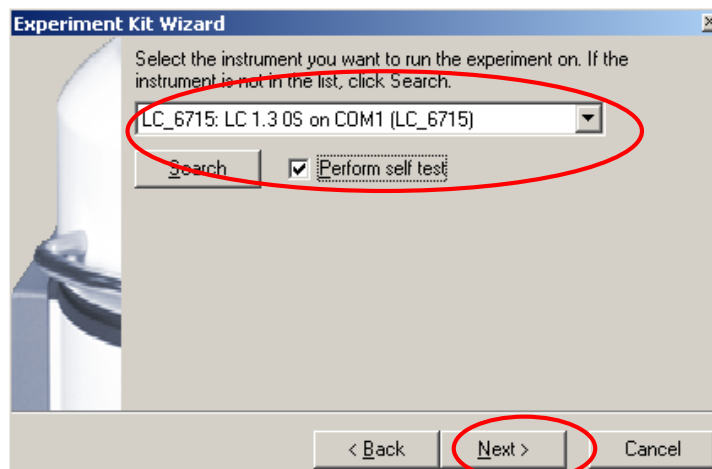 Experiment Kit Wizard
Select the instrument you want to run the experiment on. If the
instrument is not in the list, click Search.
LC_6715: LC 1.3 0S on COM1 (LC_6715)
Search Perform self test
< Back Next > Cancel